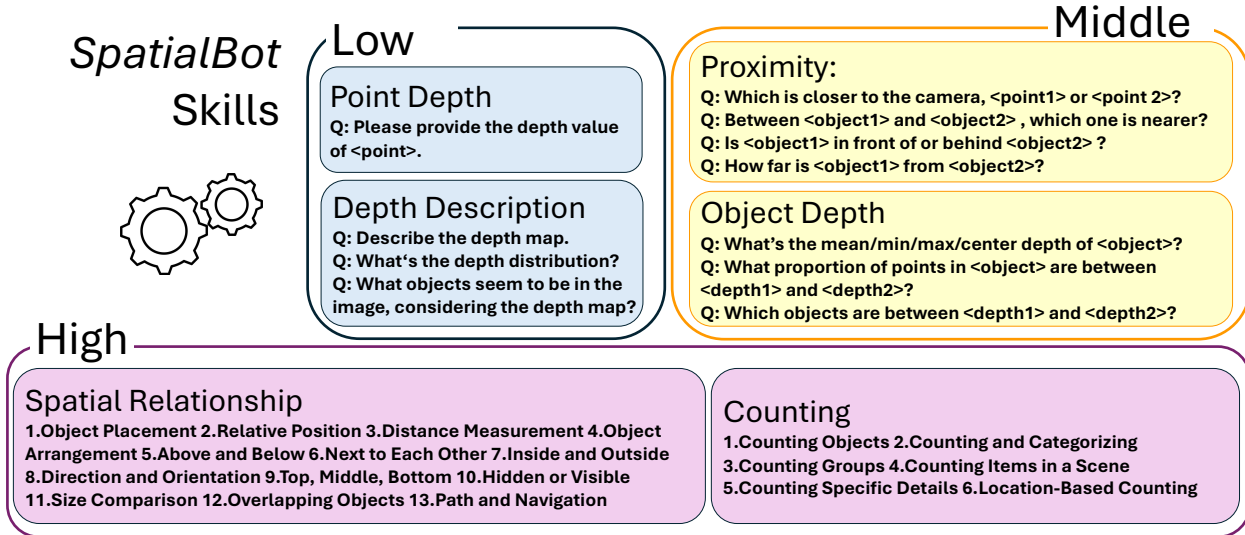 SpatialBot
Skills
Low
Point Depth
Q: Please provide the depth value
of <point>.
Depth Description
Q: Describe the depth map.
Q: What‘s the depth distribution?
Q: What objects seem to be in the
image, considering the depth map?
Middle
Proximity:
Q: Which is closer to the camera, <point1> or <point 2>?
Q: Between <object1> and <object2> , which one is nearer?
Q: Is <object1> in front of or behind <object2> ?
Q: How far is <object1> from <object2>?
Object Depth
Q: What’s the mean/min/max/center depth of <object>?
Q: What proportion of points in <object> are between
<depth1> and <depth2>?
Q: Which objects are between <depth1> and <depth2>?
High
Spatial Relationship
1.Object Placement 2.Relative Position 3.Distance Measurement 4.Object
Arrangement 5.Above and Below 6.Next to Each Other 7.Inside and Outside
8.Direction and Orientation 9.Top, Middle, Bottom 10.Hidden or Visible
11.Size Comparison 12.Overlapping Objects 13.Path and Navigation
Counting
1.Counting Objects 2.Counting and Categorizing
3.Counting Groups 4.Counting Items in a Scene
5.Counting Specific Details 6.Location-Based Counting